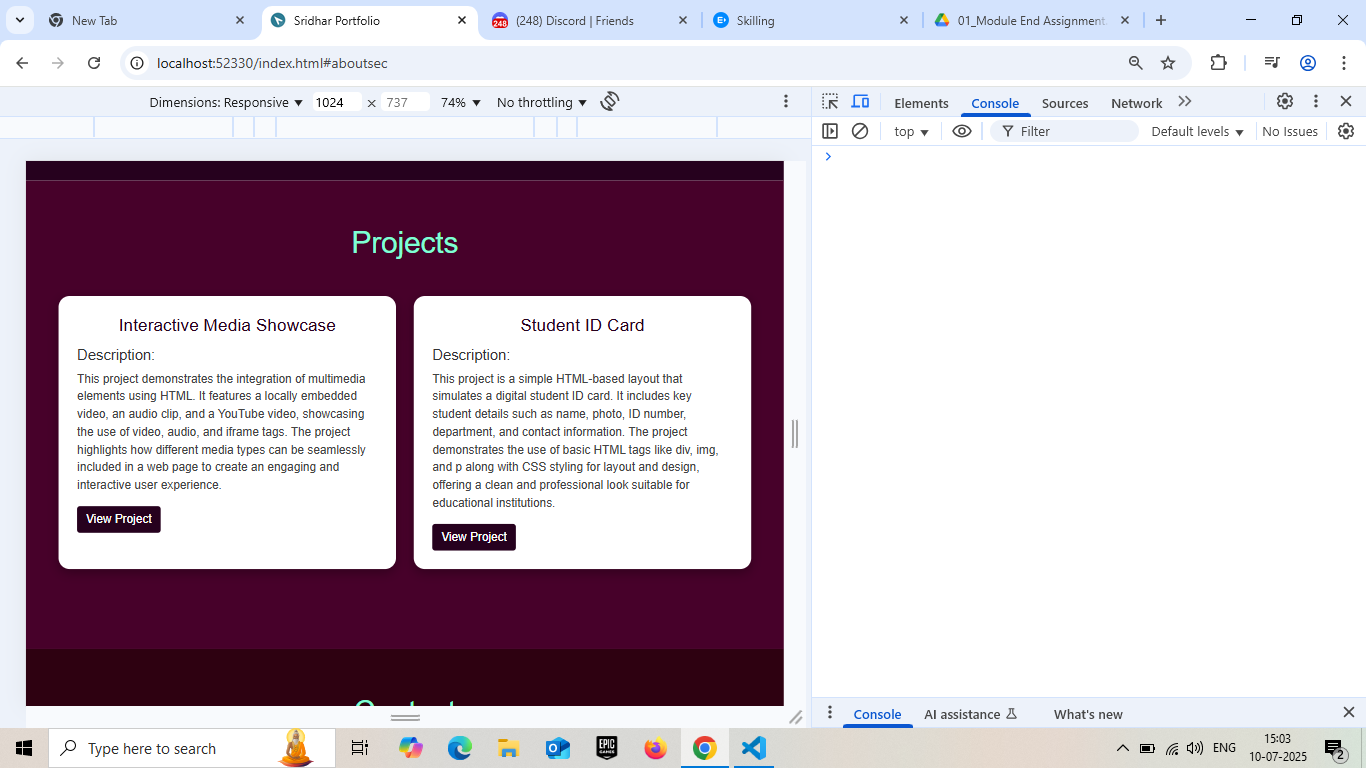 New Tab
Sridhar Portfolio
248
(248) Discord | Friends
E
Skilling
01_Module End Assignment
localhost:52330/index.html#aboutsec
Dimensions: Responsive
1024
×
737
74%
No throttling
Elements
Console
Sources
Network
top
Filter
Default levels
No Issues
Projects
Interactive Media Showcase
Description:
This project demonstrates the integration of multimedia
elements using HTML. It features a locally embedded
video, an audio clip, and a YouTube video, showcasing
the use of video, audio, and iframe tags. The project
highlights how different media types can be seamlessly
included in a web page to create an engaging and
interactive user experience.
View Project
Student ID Card
Description:
This project is a simple HTML-based layout that
simulates a digital student ID card. It includes key
student details such as name, photo, ID number,
department, and contact information. The project
demonstrates the use of basic HTML tags like div, img,
and p along with CSS styling for layout and design,
offering a clean and professional look suitable for
educational institutions.
View Project
Console
AI assistance
What's new
Type here to search
EPIC
GAMES
ENG
15:03
10-07-2025
2